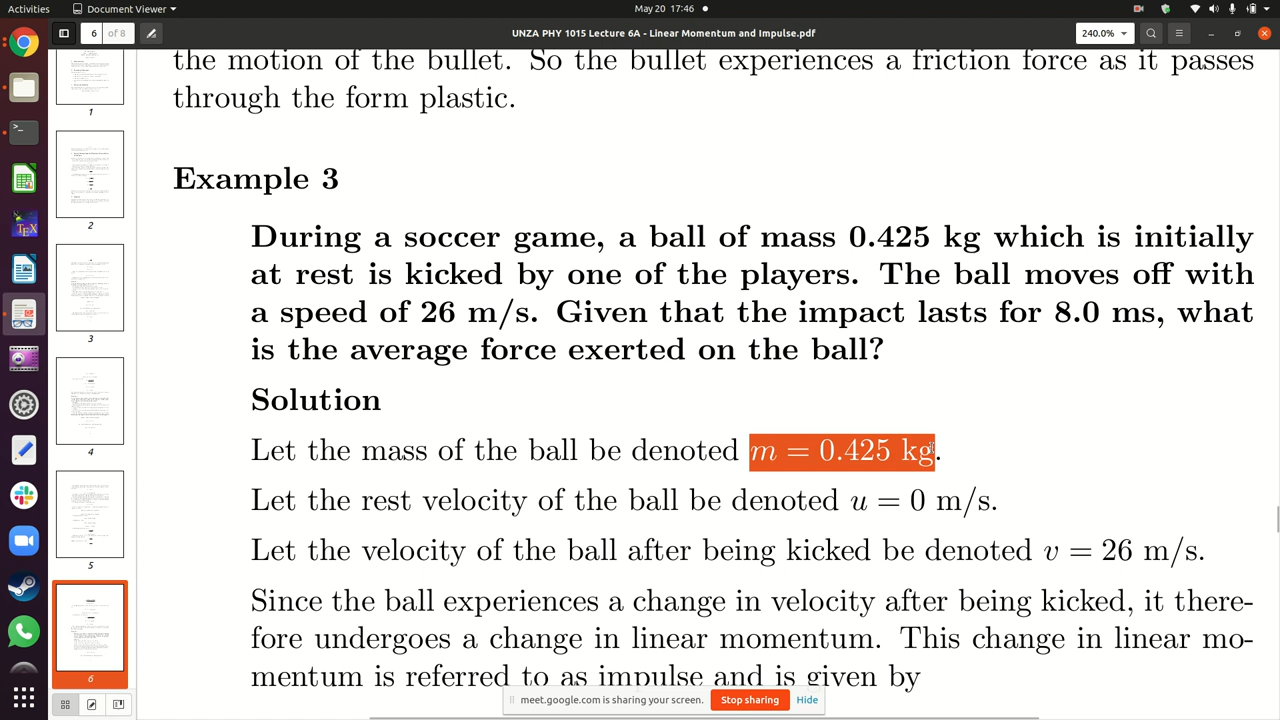 Activities
Document Viewer
May 20 17:46
6 of 8
UNZA PHY 1015 Lecture 6A - Linear Momentum and Impulse.pdf
240.0%
the motion of the bullet. So the bullet experiences a friction force as it passes
through the form plastic.
Example 3
During a soccer game, a ball of mass 0.425 kg which is initially
at rest is kicked by one of the players. The ball moves off with
a speed of 26 m/s. Given that the impact lasts for 8.0 ms, what
is the average force exerted on the ball?
Solution
Let the mass of the ball be denoted m = 0.425 kg.
Let the rest velocity of the ball be denoted u = 0 m/s.
Let the velocity of the ball after being kicked be denoted v = 26 m/s.
Since the ball experiences a change in velocity after being kicked, it there-
fore undergoes a change in linear momentum. This change in linear mo-
mentum is referred to as impulse and is given by
1
2
3
4
5
6
TEX
meet.google.com is sharing your screen.
Stop sharing
Hide